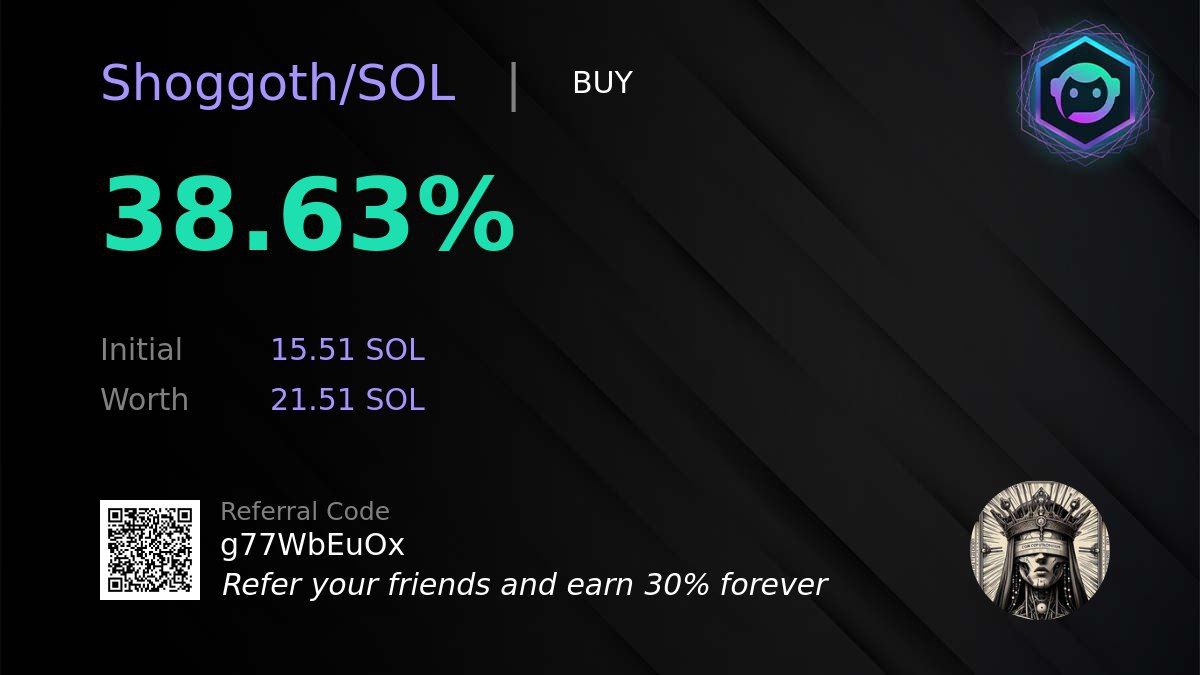 Shoggoth/SOL | BUY
38.63%
Initial 15.51 SOL
Worth 21.51 SOL
Referral Code
g77WbEuOx
Refer your friends and earn 30% forever